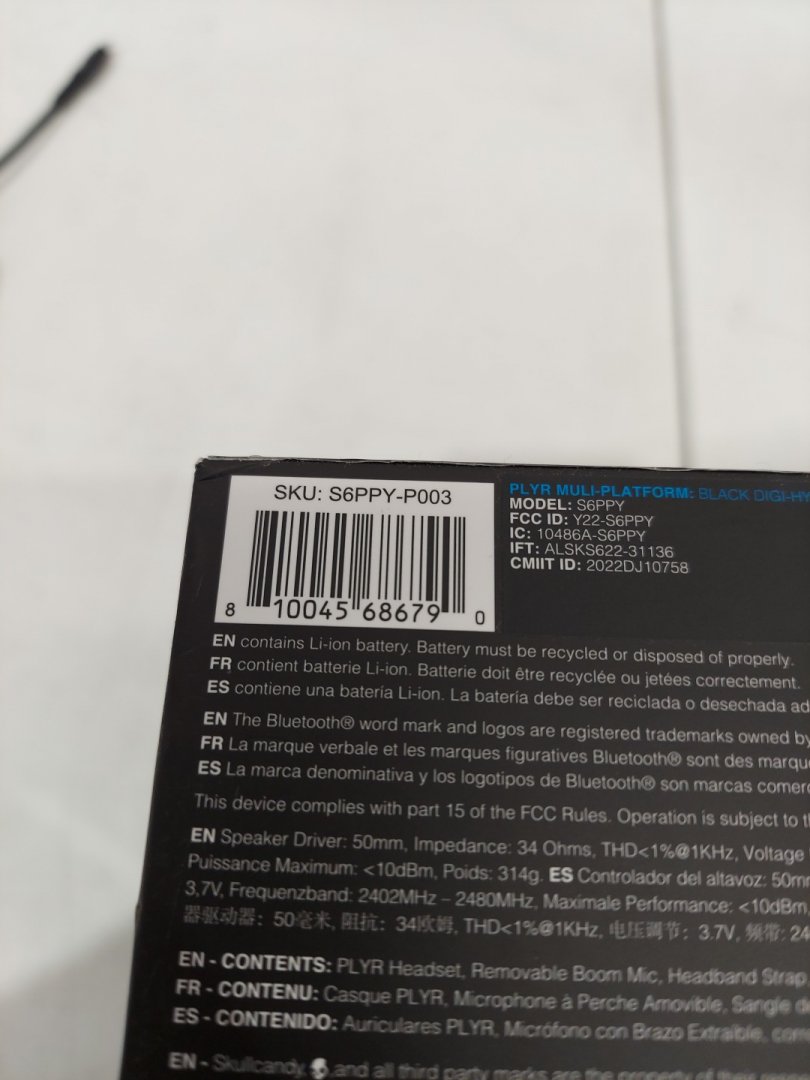 SKU: S6PPY-P003
8 10045 68679 0
PLYR MULI-PLATFORM: BLACK DIGI-HY
MODEL: S6PPY
FCC ID: Y22-S6PPY
IC: 10486A-S6PPY
IFT: ALSKS622-31136
CMIIT ID: 2022DJ10758
EN contains Li-ion battery. Battery must be recycled or disposed of properly.
FR contient batterie Li-ion. Batterie doit être recyclée ou jetées correctement.
ES contiene una batería Li-ion. La batería debe ser reciclada o desechada ad
EN The Bluetooth® word mark and logos are registered trademarks owned by
FR La marque verbale et les marques figuratives Bluetooth® sont des marqu
ES La marca denominativa y los logotipos de Bluetooth® son marcas comer
This device complies with part 15 of the FCC Rules. Operation is subject to t
EN Speaker Driver: 50mm, Impedance: 34 Ohms, THD<1%@1KHz, Voltage
Puissance Maximum: <10dBm, Poids: 314g. ES Controlador del altavoz: 50mm
3.7V, Frequenzband: 2402MHz – 2480MHz, Maximale Performance: <10dBm,
器驱动器: 50毫米, 阻抗: 34欧姆, THD<1%@1KHz, 电压调节: 3.7V, 频带: 24
EN - CONTENTS: PLYR Headset, Removable Boom Mic, Headband Strap
FR - CONTENU: Casque PLYR, Microphone à Perche Amovible, Sangle de
ES - CONTENIDO: Auriculares PLYR, Micrófono con Brazo Extraíble, corr
EN - Skullcandy, and all third party marks are the property of their